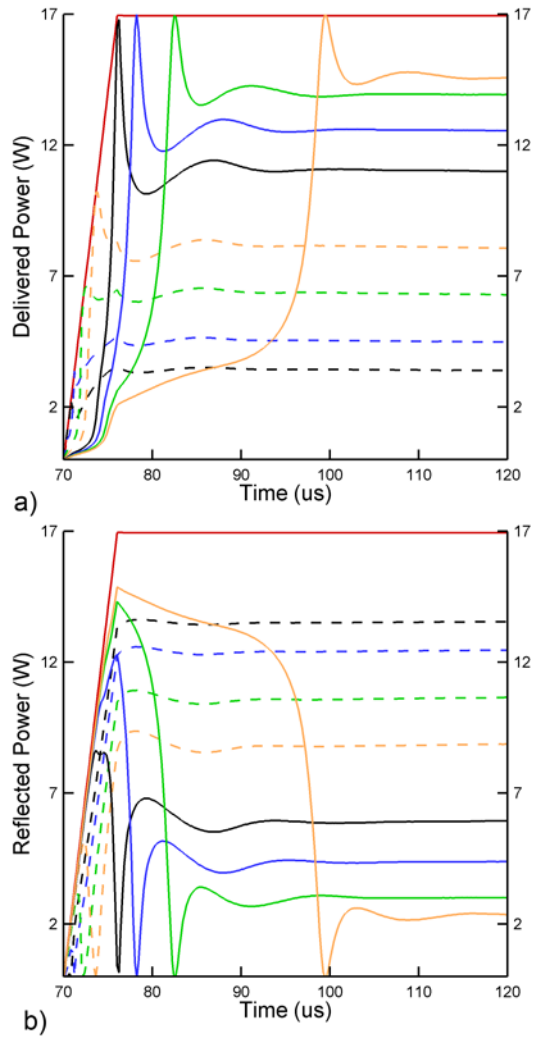 17 17
12 12
Delivered Power (W)
7 7
2 2
70 80 90 100 110 120
Time (us)
a)
17 17
12 12
Reflected Power (W)
7 7
2 2
70 80 90 100 110 120
Time (us)
b)